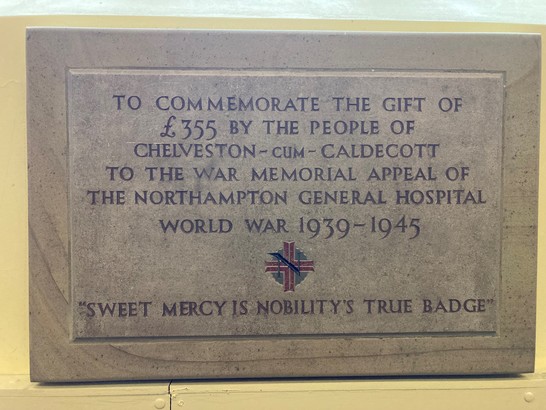 TO COMMEMORATE THE GIFT OF
£355 BY THE PEOPLE OF
CHELVESTON-CUM-CALDECOTT
TO THE WAR MEMORIAL APPEAL OF
THE NORTHAMPTON GENERAL HOSPITAL
WORLD WAR 1939-1945
"SWEET MERCY IS NOBILITY'S TRUE BADGE"